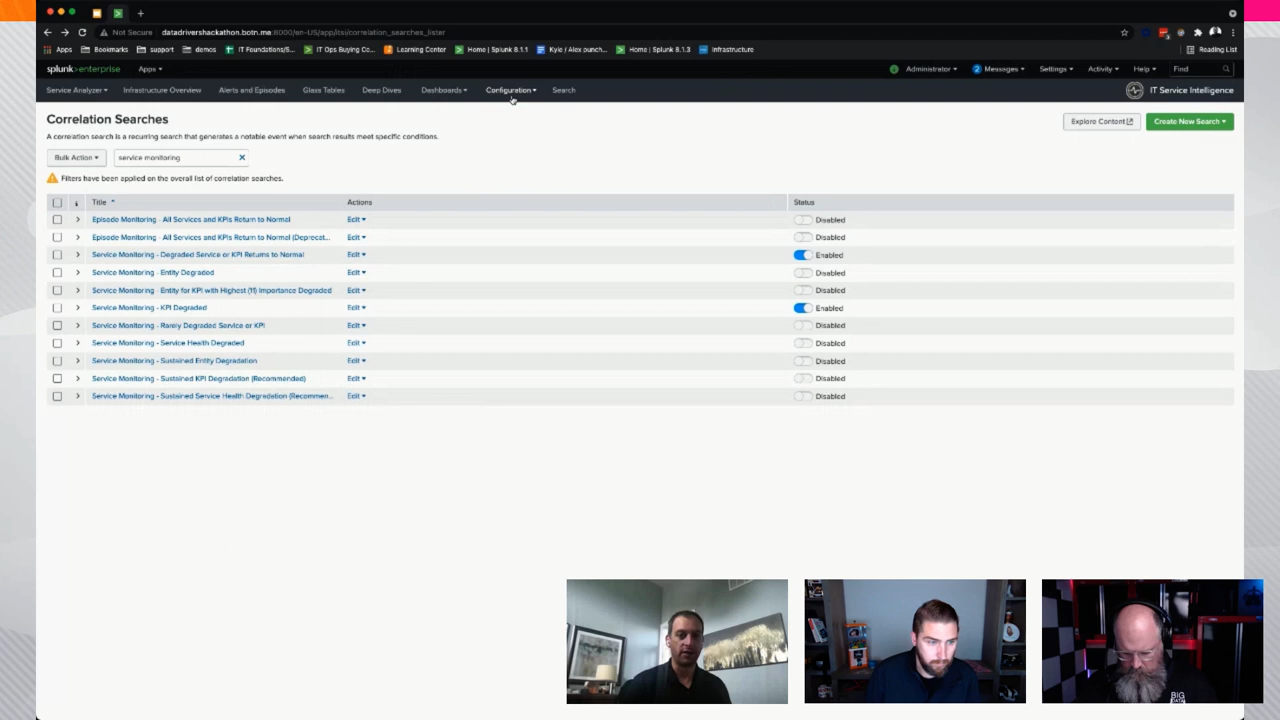 Not Secure datadrivershackathon.botn.me:8000/en-US/app/itsi/correlation_searches_lister
Apps Bookmarks support demos IT Foundations/S... IT Ops Buying Co... Learning Center Home | Splunk 8.1.1 Kyle / Alex punch... Home | Splunk 8.1.3 Infrastructure Reading List
splunk>enterprise Apps Administrator 2 Messages Settings Activity Help Find
Service Analyzer Infrastructure Overview Alerts and Episodes Glass Tables Deep Dives Dashboards Configuration Search IT Service Intelligence
Correlation Searches
A correlation search is a recurring search that generates a notable event when search results meet specific conditions.
Explore Content Create New Search
Bulk Action service monitoring
Filters have been applied on the overall list of correlation searches.
i Title Actions Status
Episode Monitoring - All Services and KPIs Return to Normal Edit Disabled
Episode Monitoring - All Services and KPIs Return to Normal (Deprecat... Edit Disabled
Service Monitoring - Degraded Service or KPI Returns to Normal Edit Enabled
Service Monitoring - Entity Degraded Edit Disabled
Service Monitoring - Entity for KPI with Highest (11) Importance Degraded Edit Disabled
Service Monitoring - KPI Degraded Edit Enabled
Service Monitoring - Rarely Degraded Service or KPI Edit Disabled
Service Monitoring - Service Health Degraded Edit Disabled
Service Monitoring - Sustained Entity Degradation Edit Disabled
Service Monitoring - Sustained KPI Degradation (Recommended) Edit Disabled
Service Monitoring - Sustained Service Health Degradation (Recommen... Edit Disabled
BIG
DATA